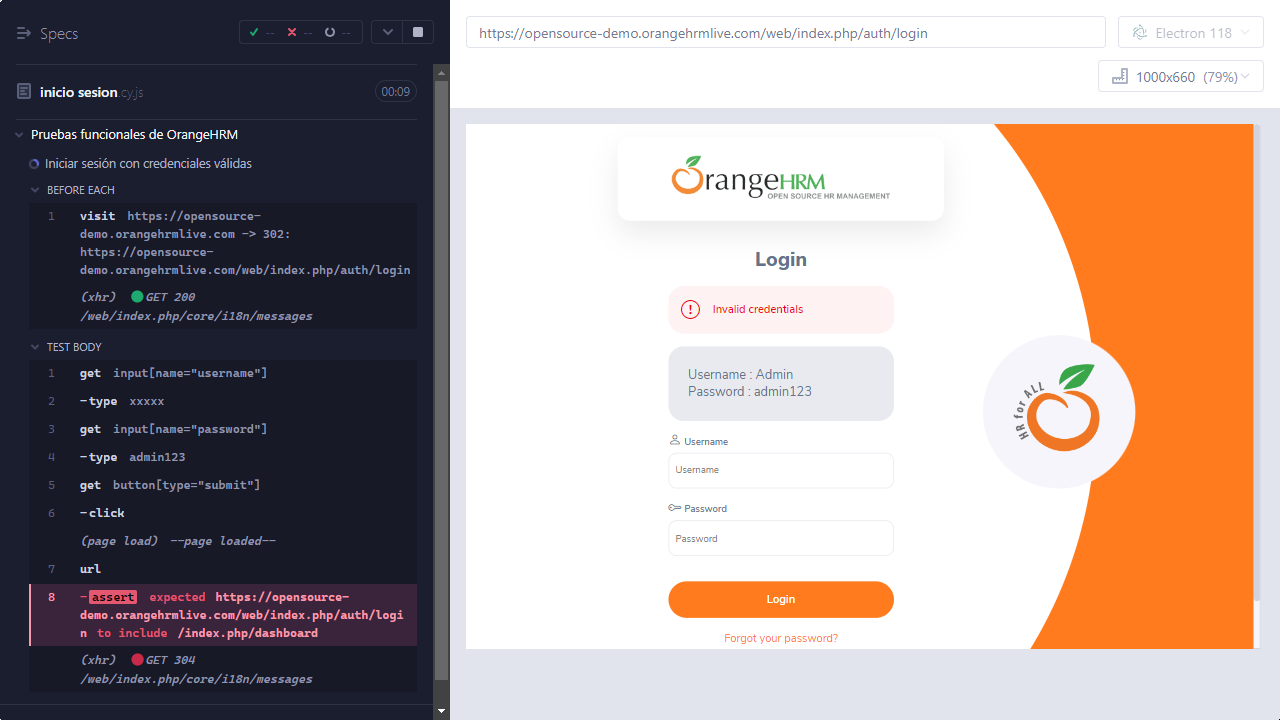 Specs
-- -- --
inicio sesion.cy.js
00:09
Pruebas funcionales de OrangeHRM
Iniciar sesión con credenciales válidas
BEFORE EACH
1 visit https://opensource-
demo.orangehrmlive.com -> 302:
https://opensource-
demo.orangehrmlive.com/web/index.php/auth/login
(xhr) GET 200
/web/index.php/core/i18n/messages
TEST BODY
1 get input[name="username"]
2 -type xxxxx
3 get input[name="password"]
4 -type admin123
5 get button[type="submit"]
6 -click
(page load) --page loaded--
7 url
8 -assert expected https://opensource-
demo.orangehrmlive.com/web/index.php/auth/logi
n to include /index.php/dashboard
(xhr) GET 304
/web/index.php/core/i18n/messages
https://opensource-demo.orangehrmlive.com/web/index.php/auth/login
Electron 118
1000x660 (79%)
OrangeHRM
OPEN SOURCE HR MANAGEMENT
Login
Invalid credentials
Username : Admin
Password : admin123
Username
Username
Password
Password
Login
Forgot your password?
HR for ALL